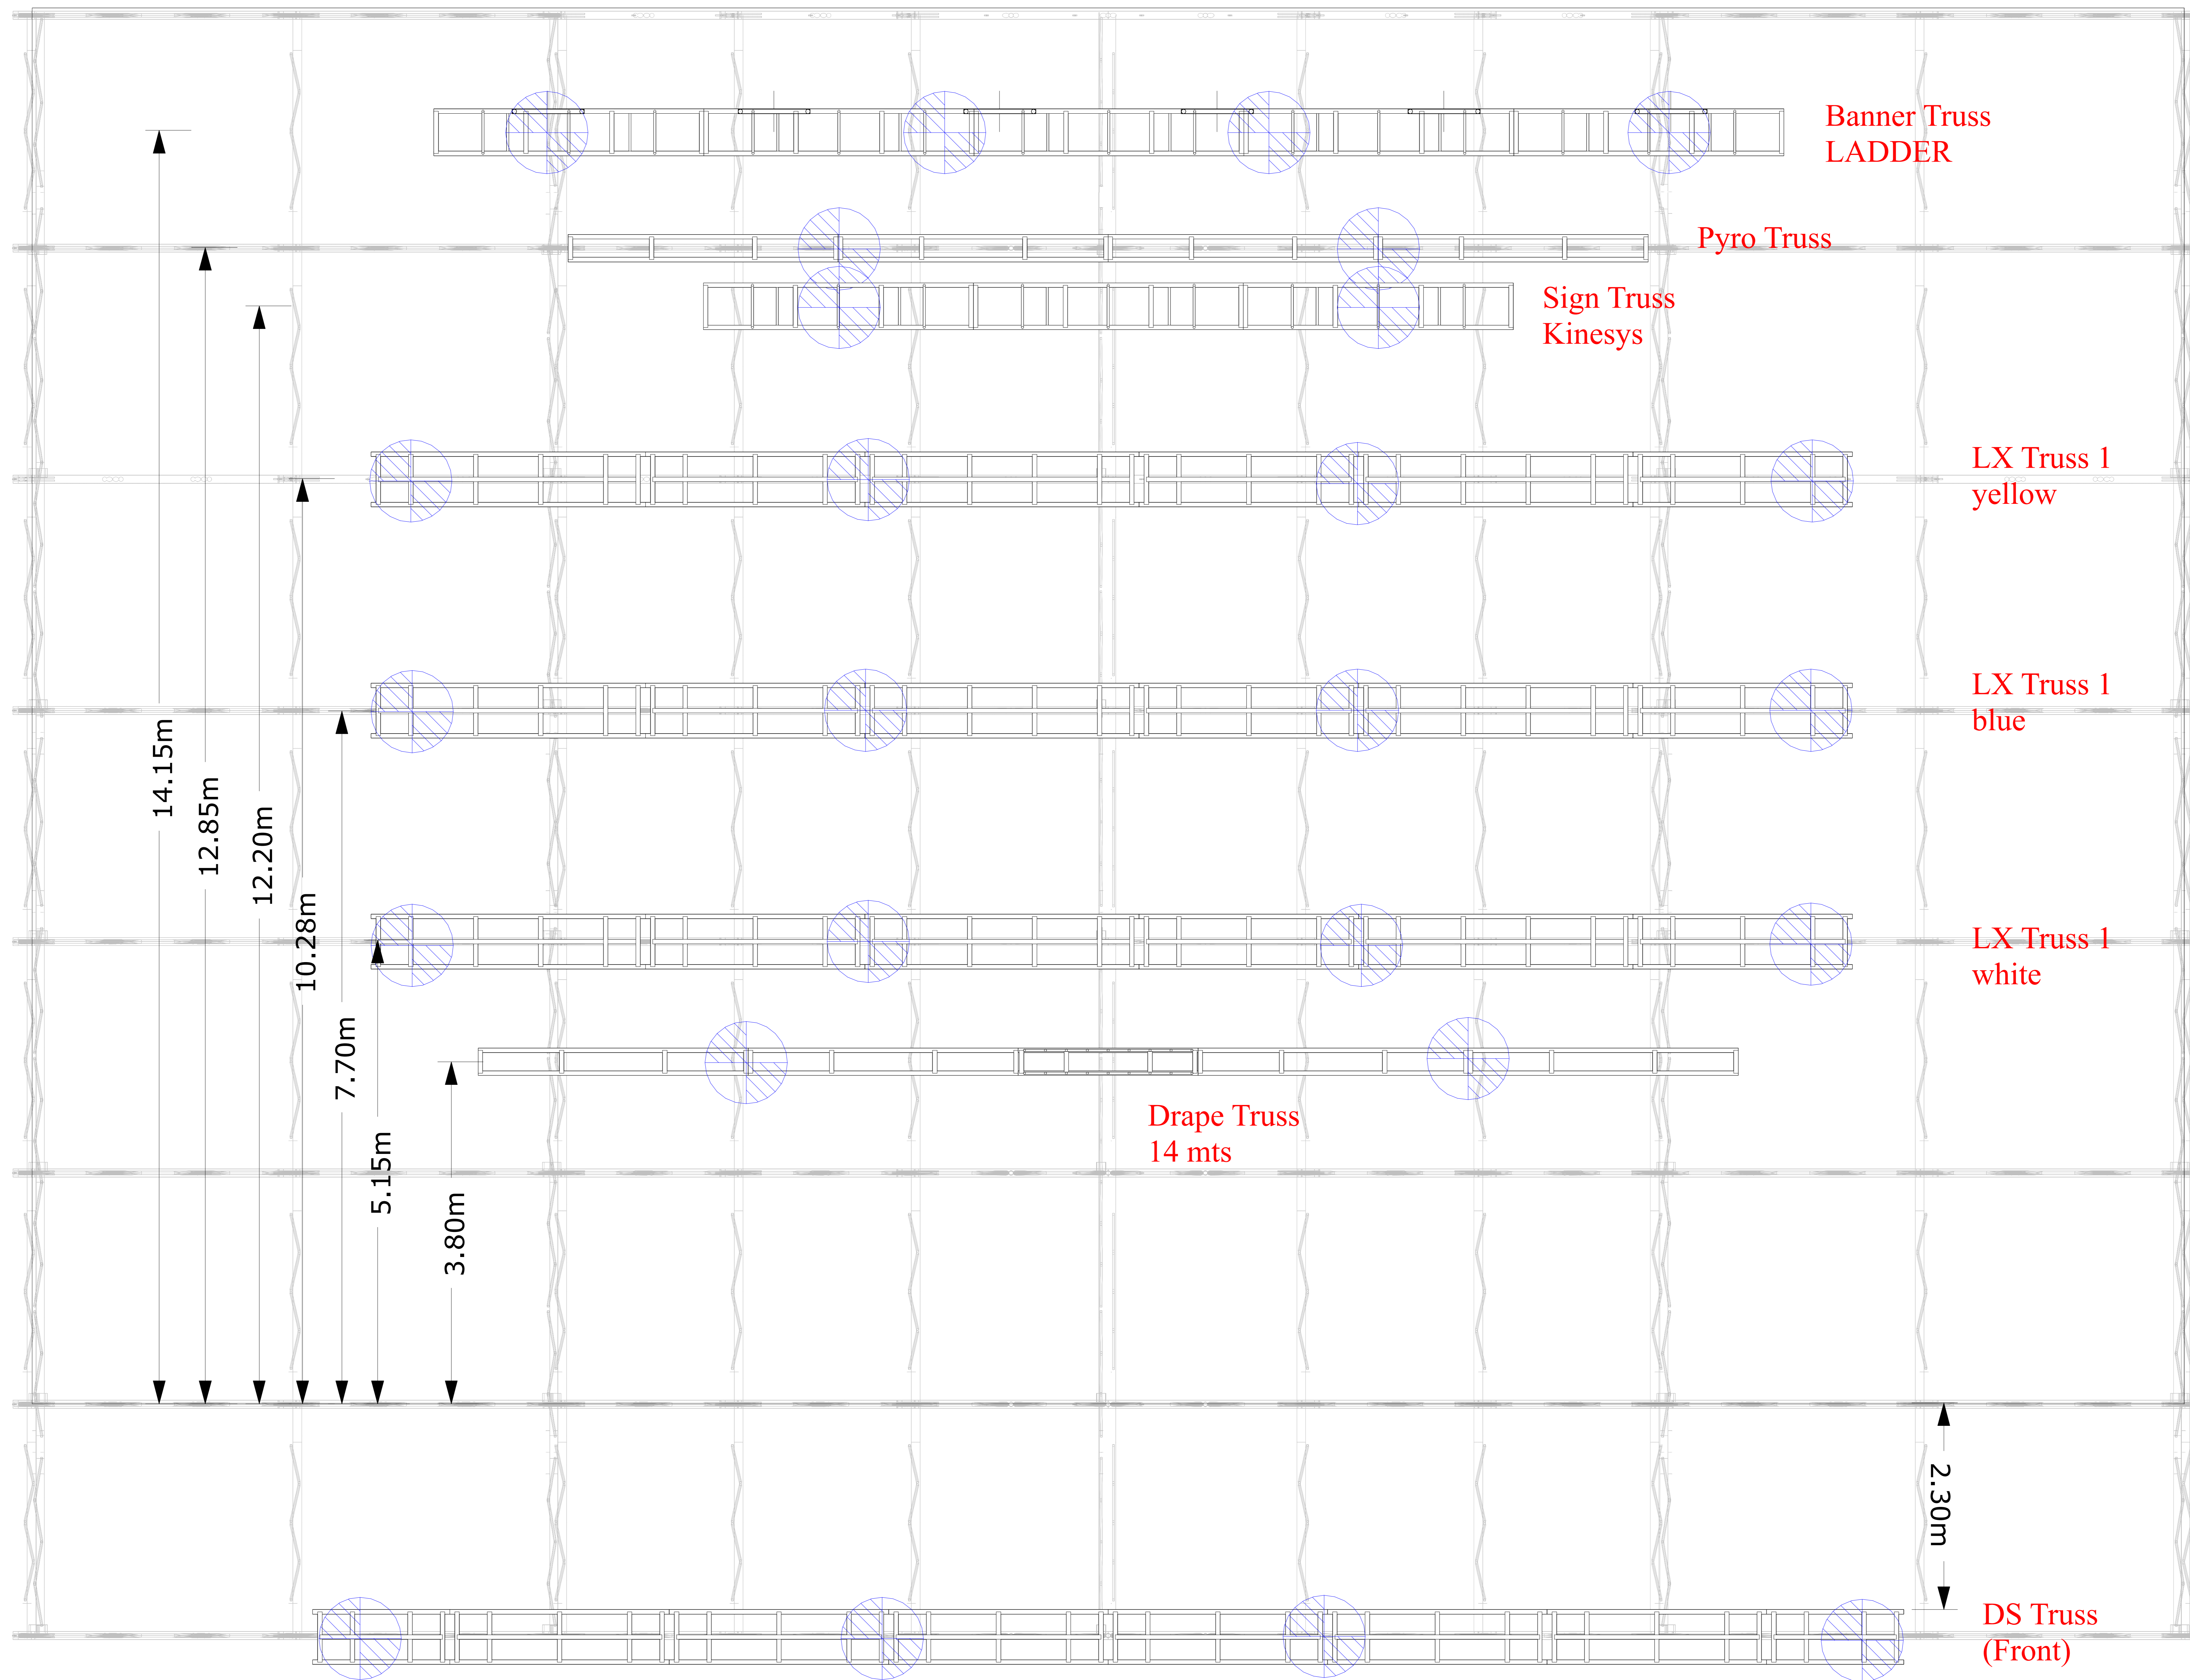 Banner Truss
LADDER
Pyro Truss
Sign Truss
Kinesys
LX Truss 1
yellow
LX Truss 1
blue
14.15m
12.85m
12.20m
10.28m
LX Truss 1
white
7.70m
5.15m
Drape Truss
14 mts
3.80m
2.30m
DS Truss
(Front)